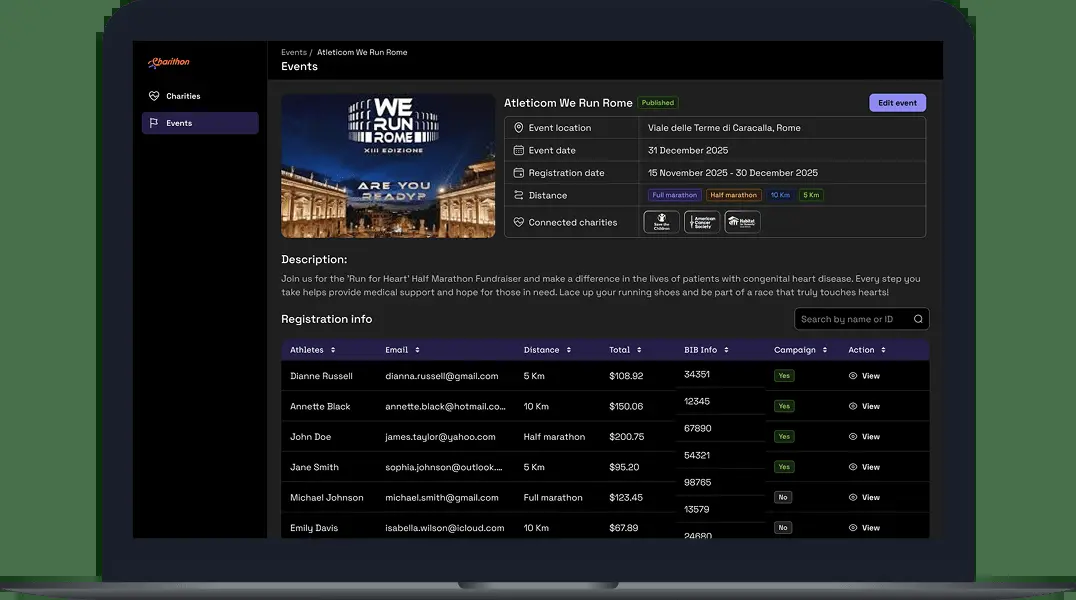 Charithon
Charities
Events
Events / Atleticom We Run Rome
Events
WE
RUN
ROME
XIII EDIZIONE
ARE YOU
READY?
Atleticom We Run Rome Published
Edit event
Event location Viale delle Terme di Caracalla, Rome
Event date 31 December 2025
Registration date 15 November 2025 - 30 December 2025
Distance Full marathon Half marathon 10 Km 5 Km
Connected charities
Save the
Children
American
Cancer
Society
Habitat
Description:
Join us for the 'Run for Heart' Half Marathon Fundraiser and make a difference in the lives of patients with congenital heart disease. Every step you
take helps provide medical support and hope for those in need. Lace up your running shoes and be part of a race that truly touches hearts!
Registration info
Search by name or ID
Athletes Email Distance Total BIB Info Campaign Action
Dianne Russell dianna.russell@gmail.com 5 Km $108.92 34351 Yes View
Annette Black annette.black@hotmail.co... 10 Km $150.06 12345 Yes View
John Doe james.taylor@yahoo.com Half marathon $200.75 67890 Yes View
Jane Smith sophia.johnson@outlook.... 5 Km $95.20 54321 Yes View
Michael Johnson michael.smith@gmail.com Full marathon $123.45 98765 No View
13579
Emily Davis isabella.wilson@icloud.com 10 Km $67.89 24680 No View